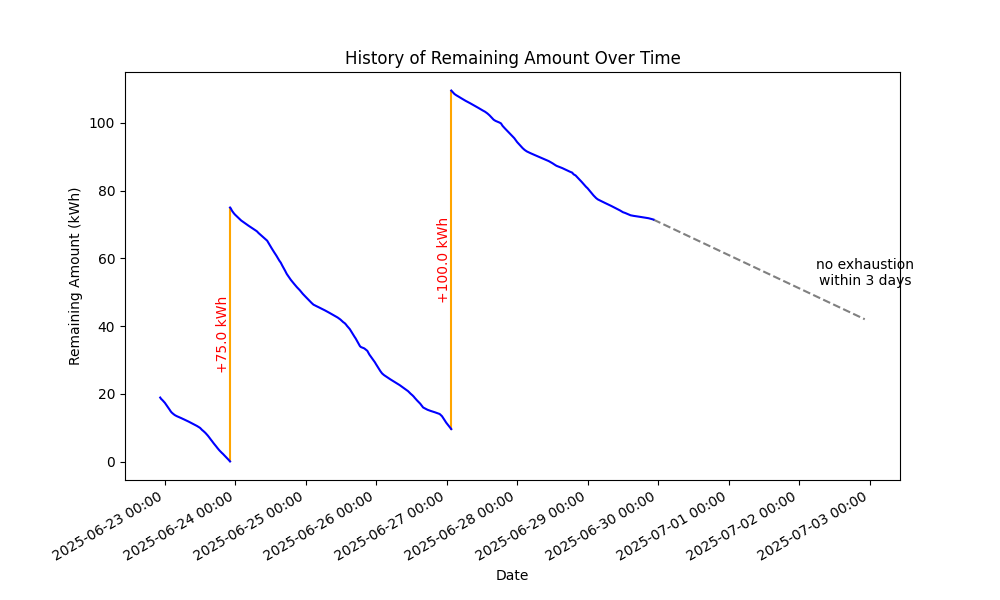 History of Remaining Amount Over Time
Remaining Amount (kWh)
100
80
60
40
20
0
+75.0 kWh
+100.0 kWh
no exhaustion
within 3 days
2025-06-23 00:00
2025-06-24 00:00
2025-06-25 00:00
2025-06-26 00:00
2025-06-27 00:00
2025-06-28 00:00
2025-06-29 00:00
2025-06-30 00:00
2025-07-01 00:00
2025-07-02 00:00
2025-07-03 00:00
Date